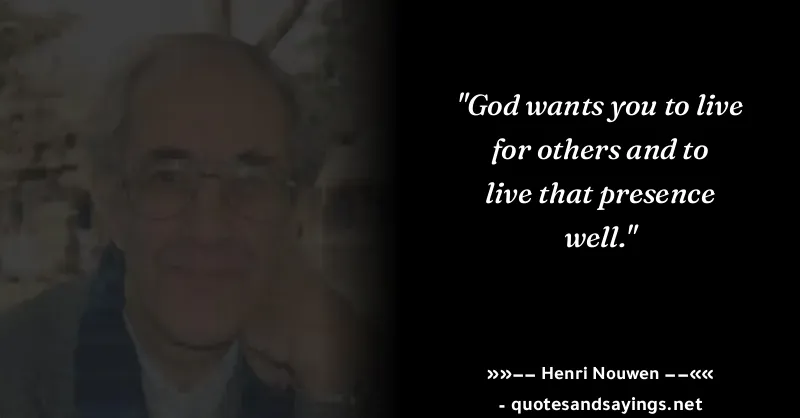 "God wants you to live
for others and to
live that presence
well."
»»−− Henri Nouwen −−««
- quotesandsayings.net